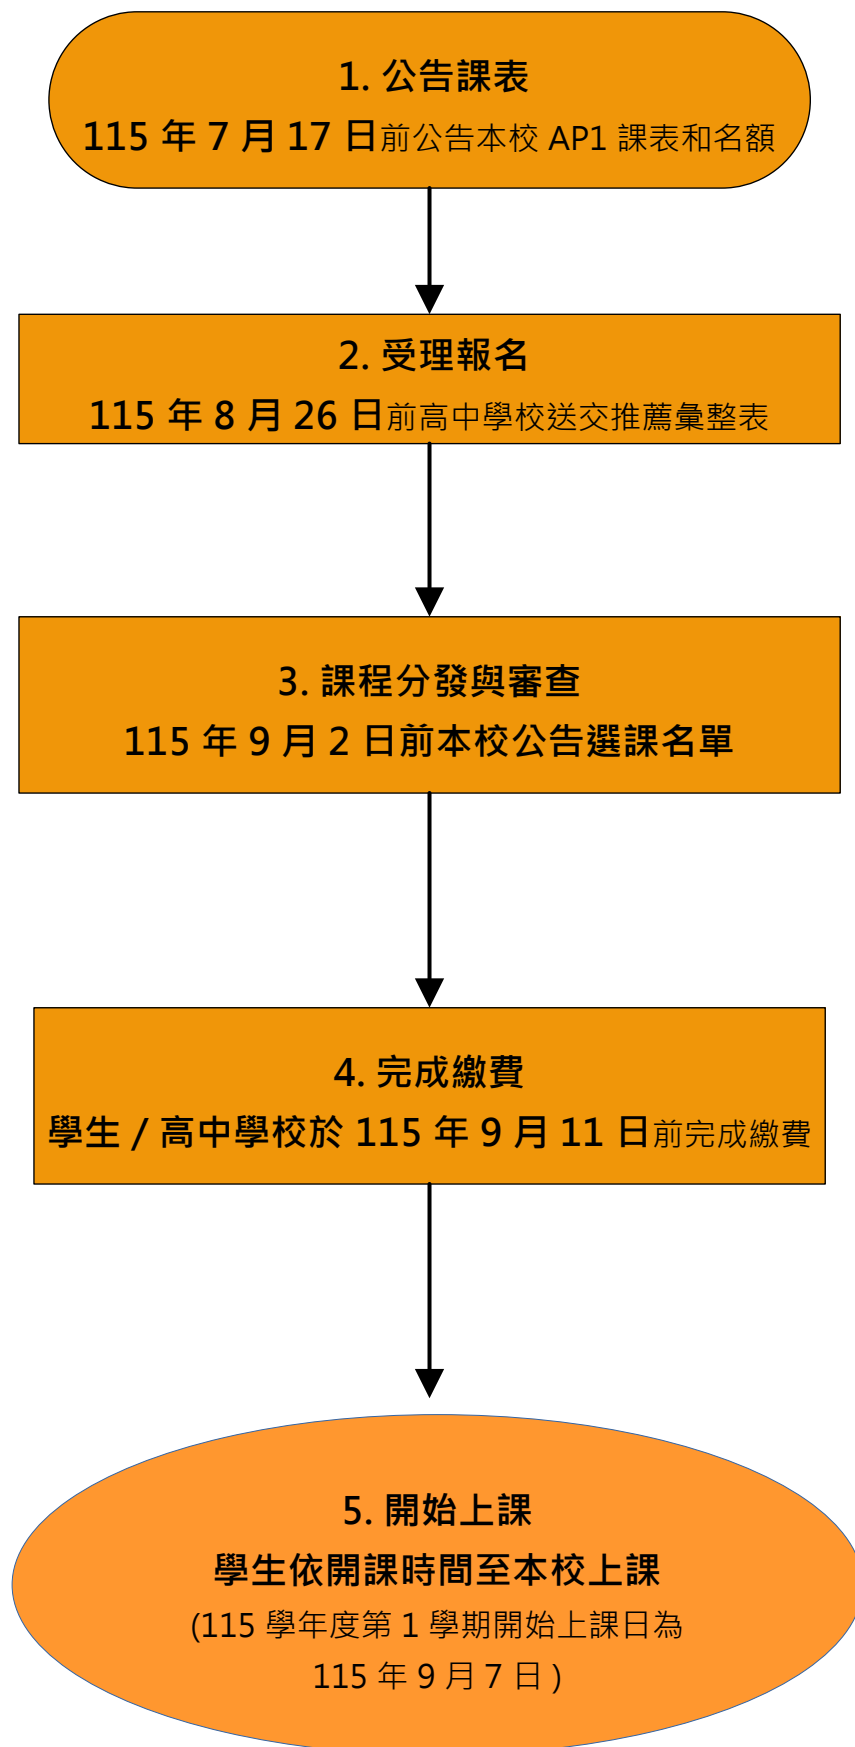 1. 公告課表
115 年 7 月 17 日前公告本校 AP1 課表和名額
2. 受理報名
115 年 8 月 26 日前高中學校送交推薦彙整表
3. 課程分發與審查
115 年 9 月 2 日前本校公告選課名單
4. 完成繳費
學生 / 高中學校於 115 年 9 月 11 日前完成繳費
5. 開始上課
學生依開課時間至本校上課
(115 學年度第 1 學期開始上課日為
115 年 9 月 7 日 )